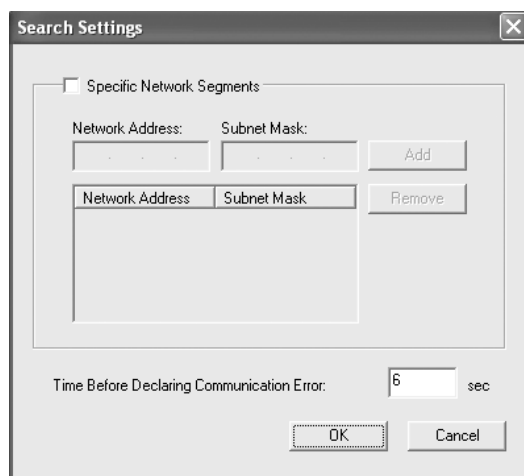 Search Settings
Specific Network Segments
Network Address:
Subnet Mask:
Add
Network Address
Subnet Mask
Remove
Time Before Declaring Communication Error:
6
sec
OK
Cancel